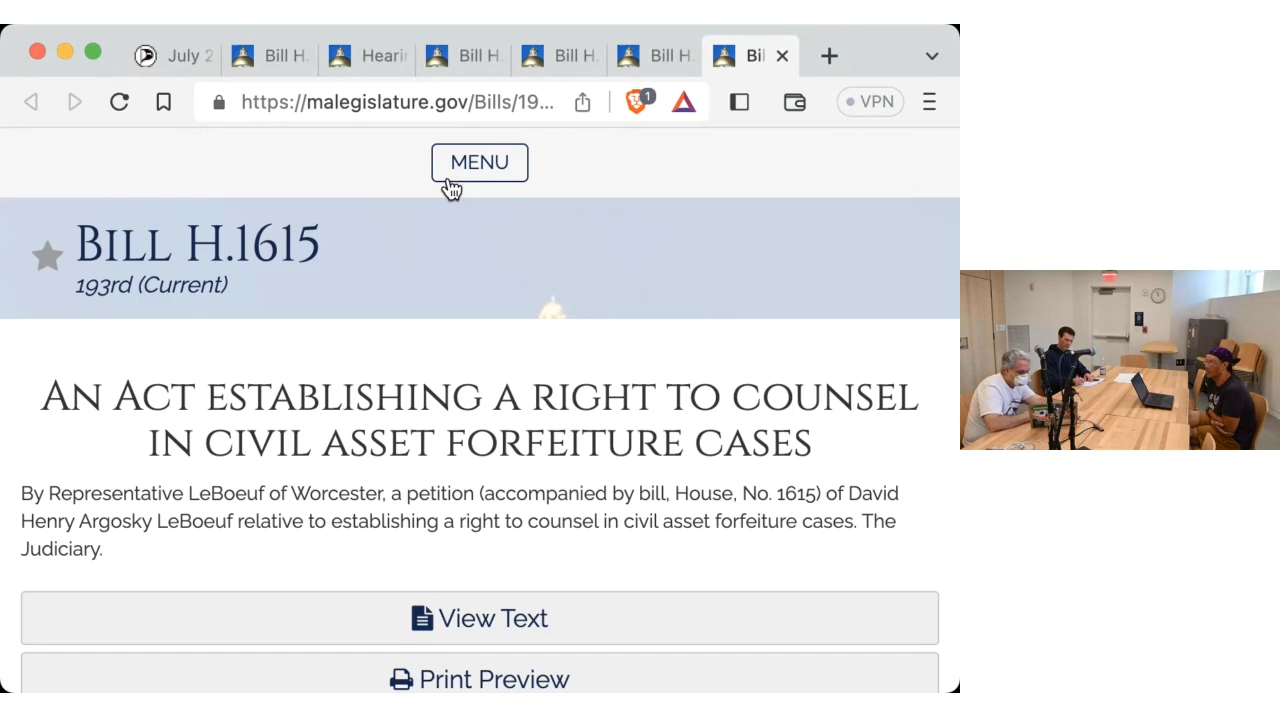 July 2
Bill H.
Hearin
Bill H.
Bill H.
Bill H.
Bil
https://malegislature.gov/Bills/19...
1
VPN
MENU
Bill H.1615
193rd (Current)
An Act establishing a right to counsel
in civil asset forfeiture cases
By Representative LeBoeuf of Worcester, a petition (accompanied by bill, House, No. 1615) of David
Henry Argosky LeBoeuf relative to establishing a right to counsel in civil asset forfeiture cases. The
Judiciary.
View Text
Print Preview